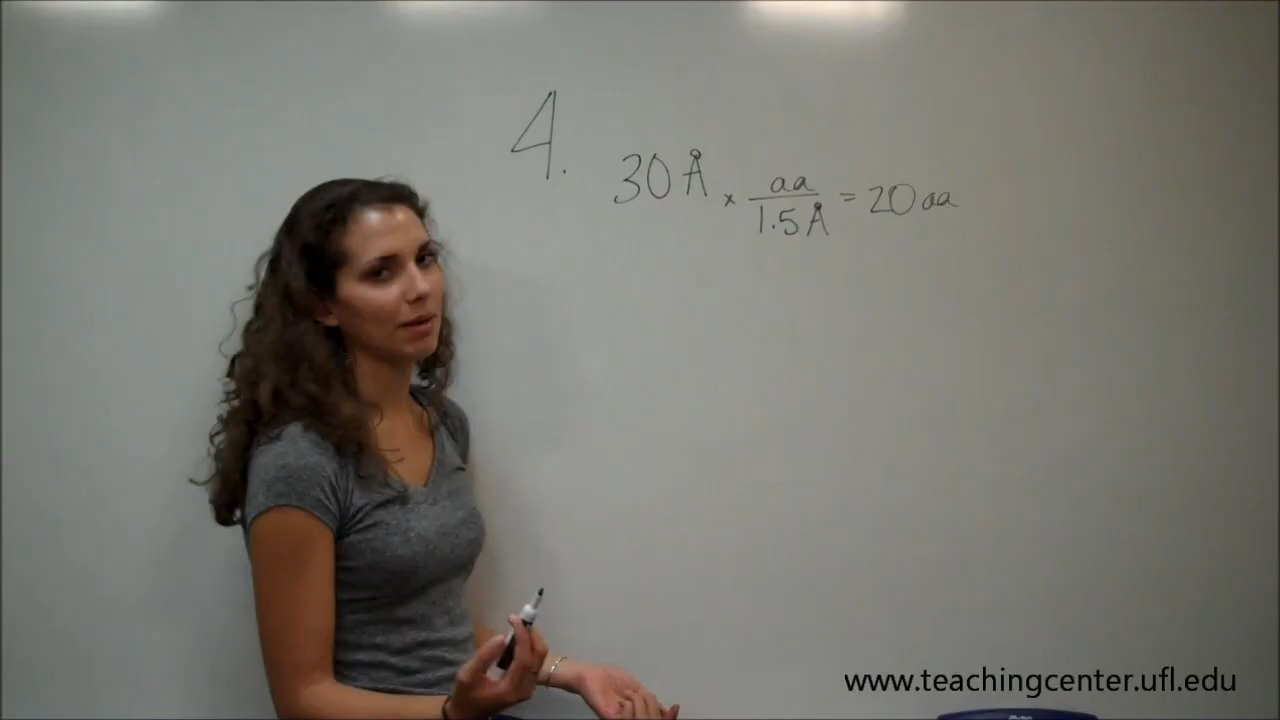 4. 30 Å × aa / 1.5 Å = 20 aa
www.teachingcenter.ufl.edu